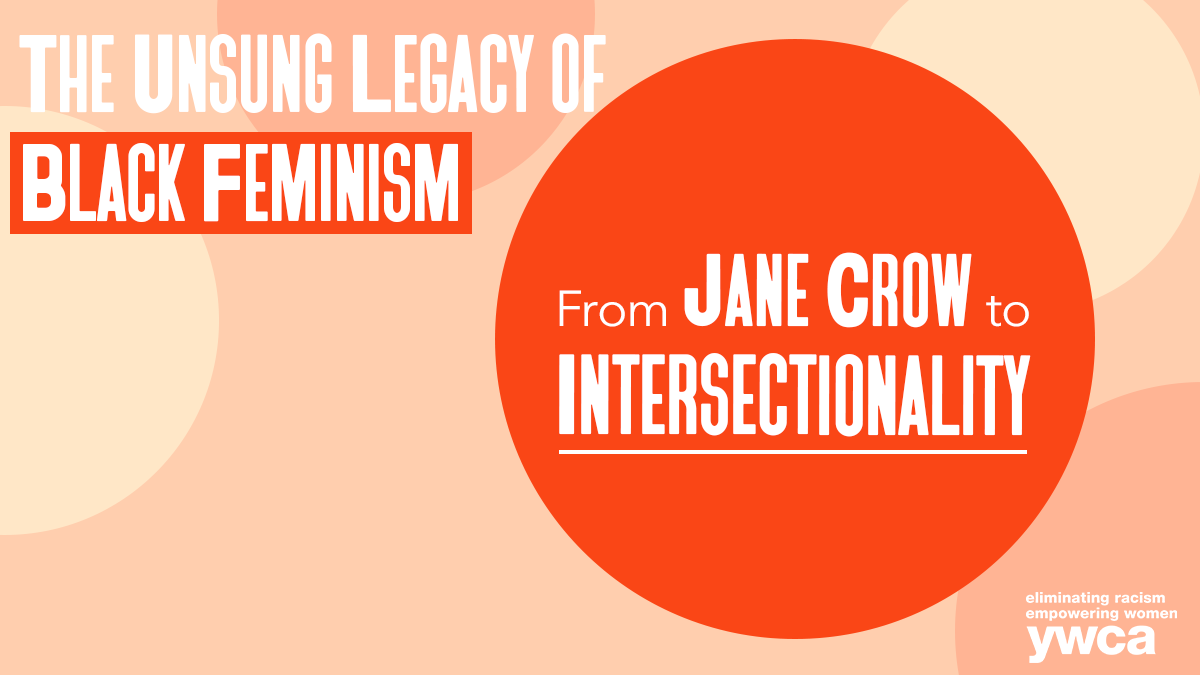 The Unsung Legacy of
Black Feminism
From Jane Crow to
Intersectionality
eliminating racism
empowering women
ywca